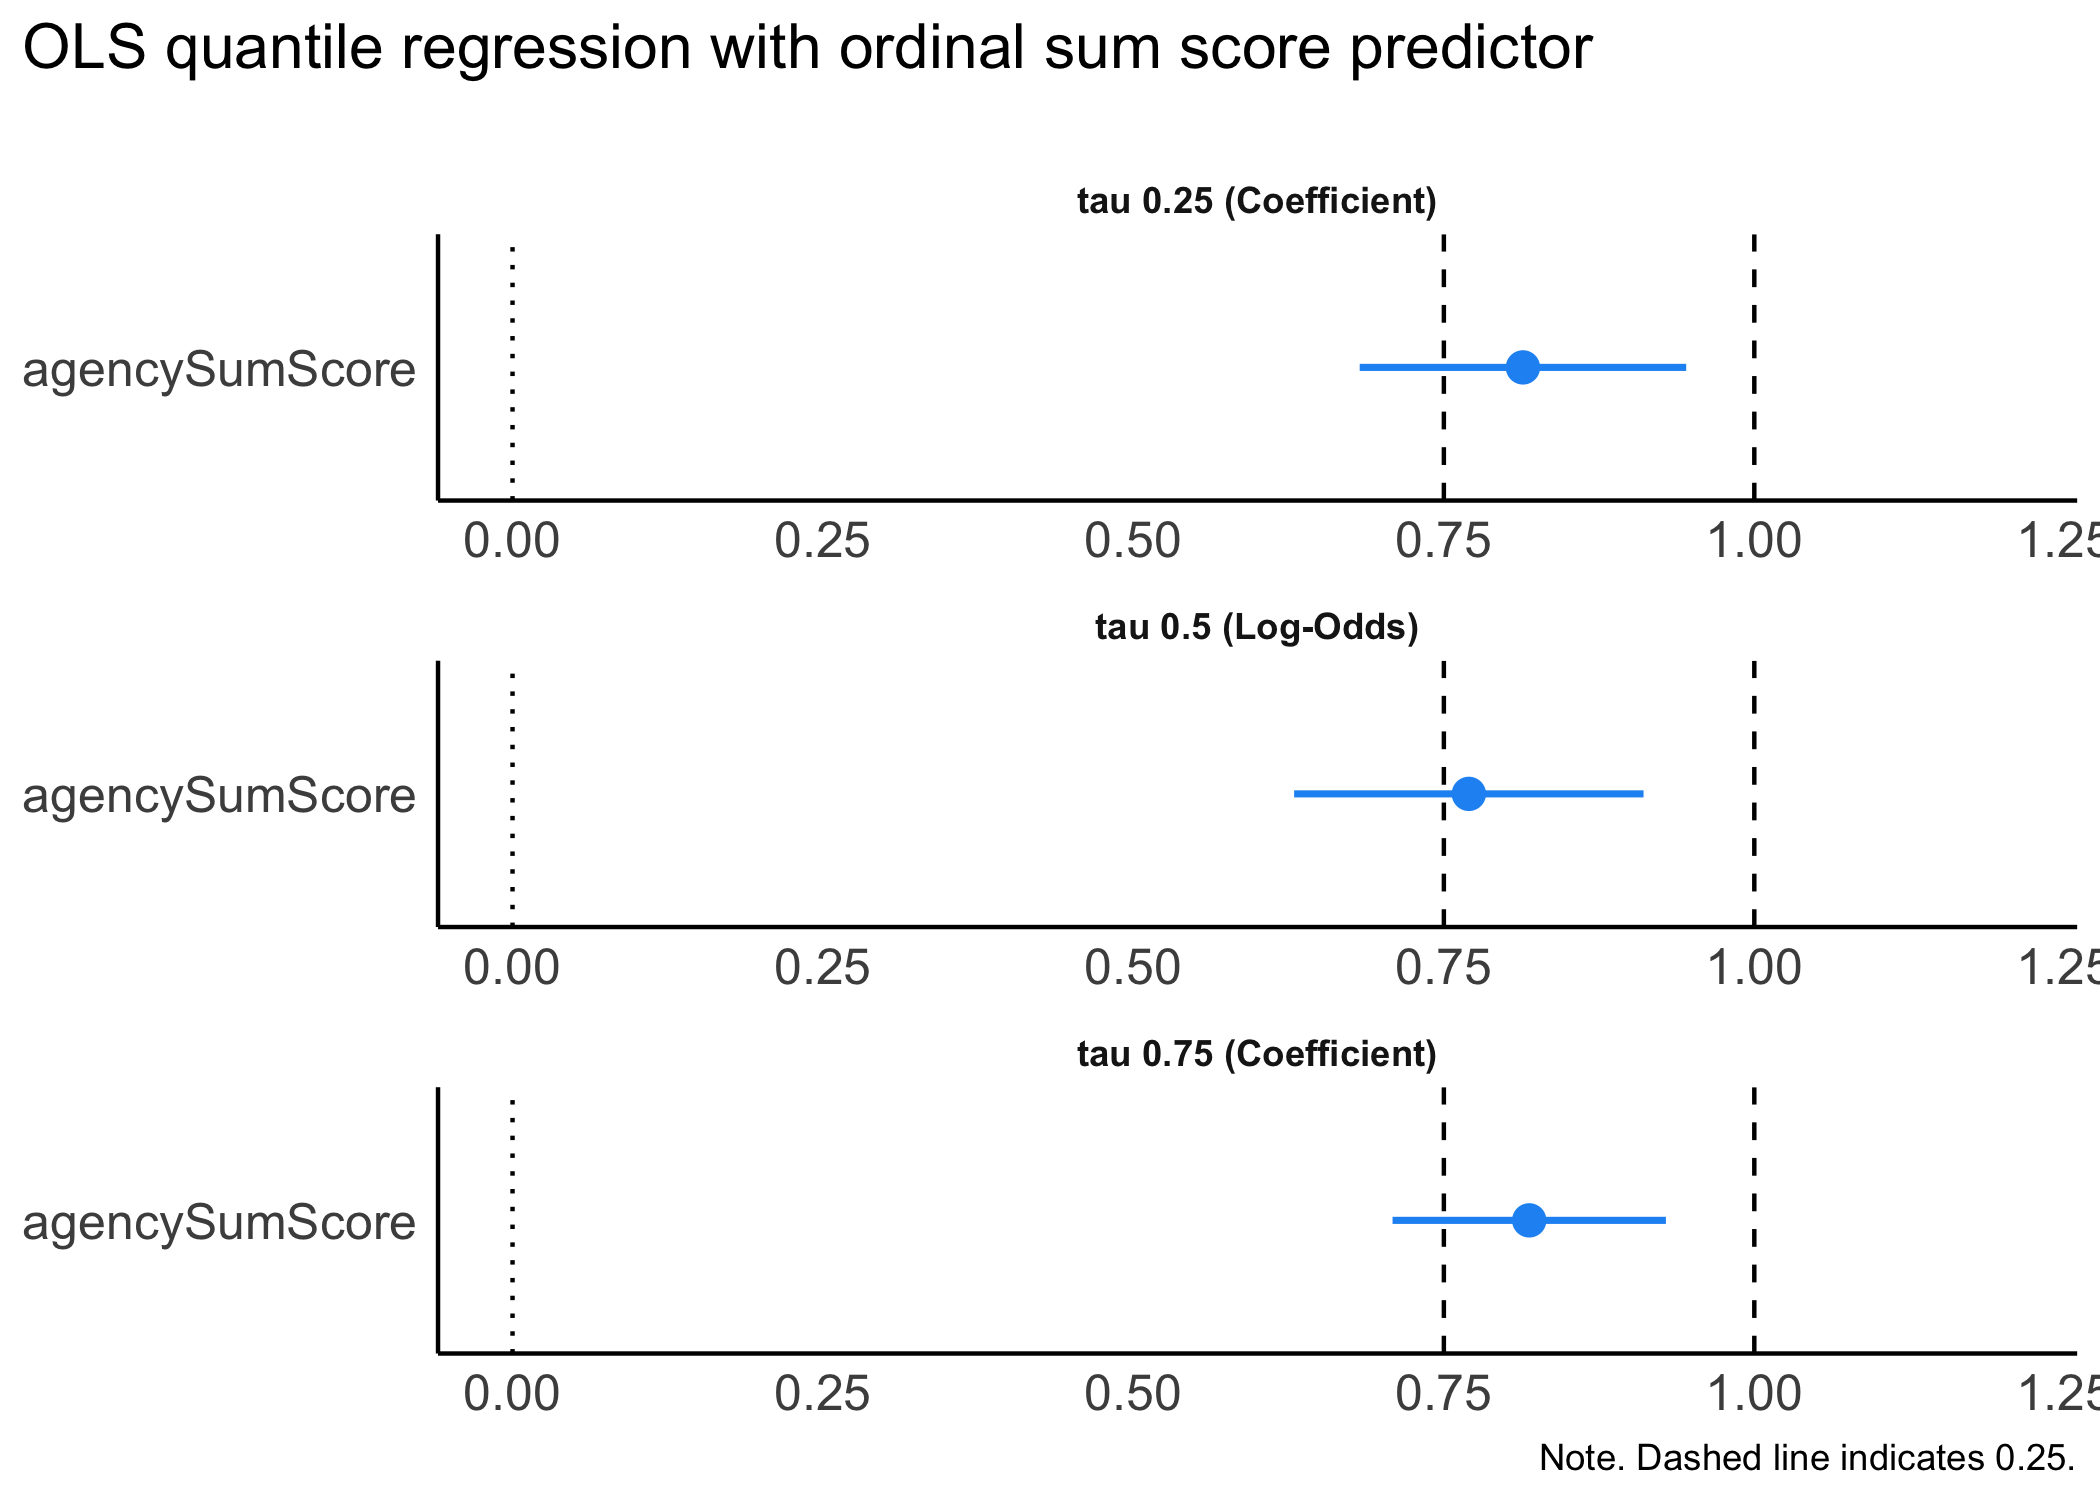 OLS quantile regression with ordinal sum score predictor
tau 0.25 (Coefficient)
agencySumScore
0.00 0.25 0.50 0.75 1.00 1.25
tau 0.5 (Log-Odds)
agencySumScore
0.00 0.25 0.50 0.75 1.00 1.25
tau 0.75 (Coefficient)
agencySumScore
0.00 0.25 0.50 0.75 1.00 1.25
Note. Dashed line indicates 0.25.